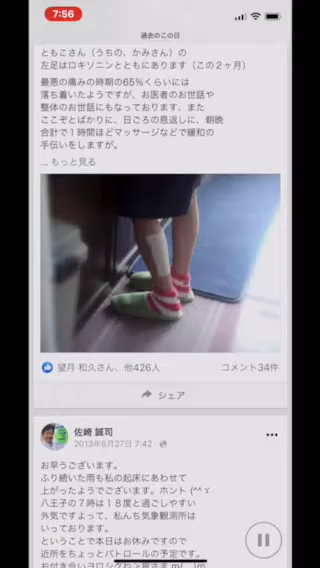 7:56
過去のこの日
ともこさん（うちの、かみさん）の
左足はロキソニンとともにあります（この２ヶ月）
最悪の痛みの時期の65％くらいには
落ち着いたようですが、お医者のお世話や
整体のお世話にもなっております、また
ここぞとばかりに、日ごろの恩返しに、朝晩
合計で１時間ほどマッサージなどで緩和の
手伝いをしますが。
... もっと見る
望月 和久さん、他426人
コメント34件
シェア
佐崎 誠司
2013年6月27日 7:42
お早うございます。
ふり続いた雨も私の起床にあわせて
上がったようでございます。ホント (^^ゞ
八王子の７時は１８度と過ごしやすい
外気ですよって、私んち気象観測所は
いっております。
ということで本日はお休みですので
近所をちょっとパトロールの予定です。